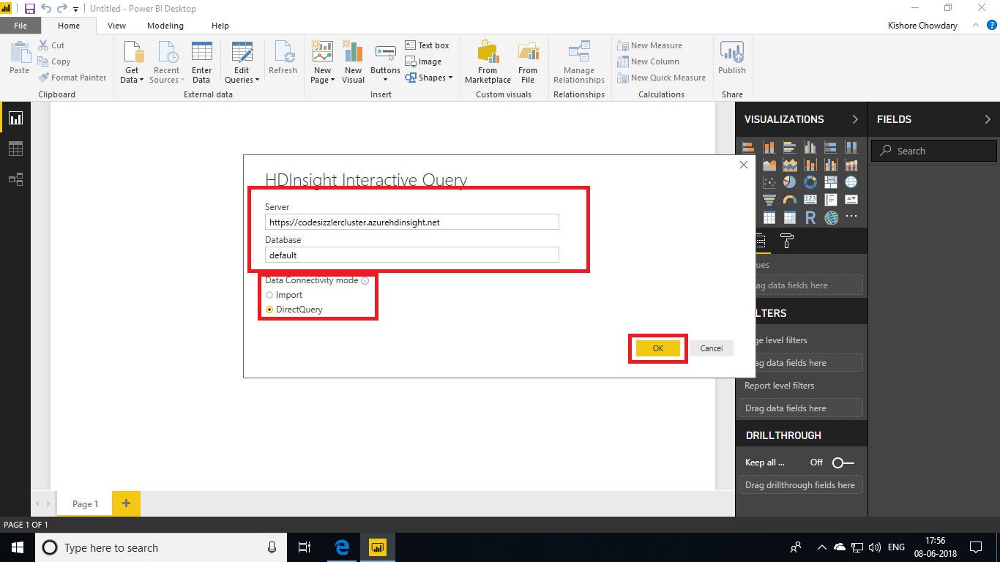 Untitled - Power BI Desktop
File Home View Modeling Help
Kishore Chowdary
Paste
Cut
Copy
Format Painter
Clipboard
Get Data
Recent Sources
Enter Data
Edit Queries
Refresh
External data
New Page
New Visual
Buttons
Text box
Image
Shapes
Insert
From Marketplace
From File
Custom visuals
Manage Relationships
Relationships
New Measure
New Column
New Quick Measure
Calculations
Publish
Share
VISUALIZATIONS
FIELDS
Search
HDInsight Interactive Query
Server
https://codesizzlercluster.azurehdinsight.net
Database
default
Data Connectivity mode
Import
DirectQuery
OK
Cancel
123
R
ues
ag data fields here
LTERS
ge level filters
ag data fields here
Report level filters
Drag data fields here
DRILLTHROUGH
Keep all ... Off
Drag drillthrough fields here
Page 1
PAGE 1 OF 1
Type here to search
ENG
17:56
08-06-2018